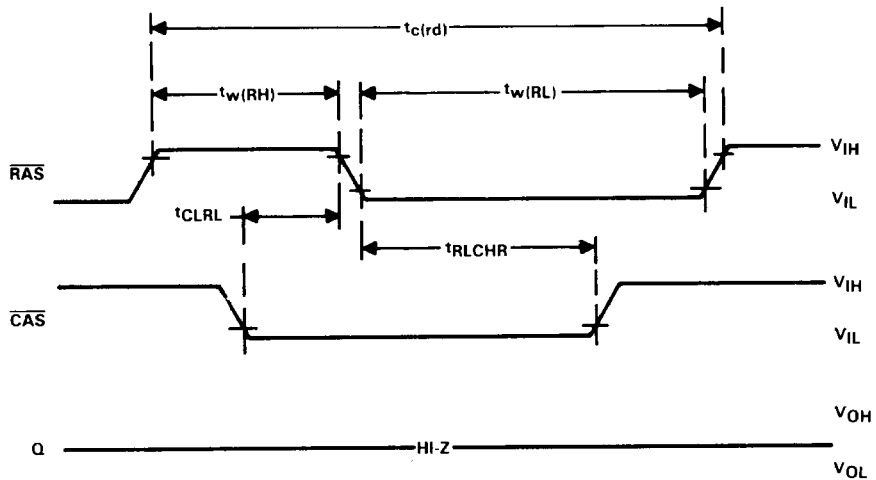 tc(rd)
tw(RH)
tw(RL)
RAS
VIH
VIL
tCLRL
tRLCHR
CAS
VIH
VIL
VOH
Q
HI-Z
VOL